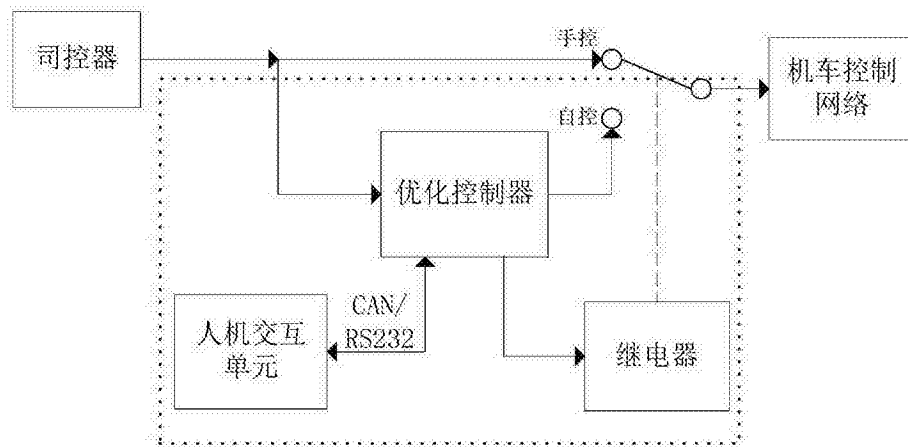 司控器
手控
机车控制
网络
自控
优化控制器
CAN/
RS232
人机交互
单元
继电器